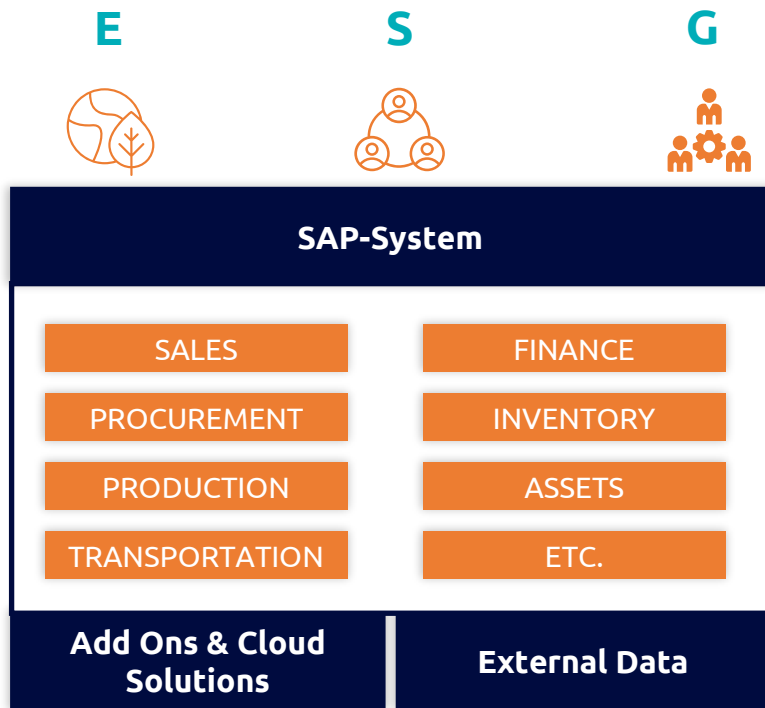 E S G
SAP-System
SALES FINANCE
PROCUREMENT INVENTORY
PRODUCTION ASSETS
TRANSPORTATION ETC.
Add Ons & Cloud
Solutions
External Data